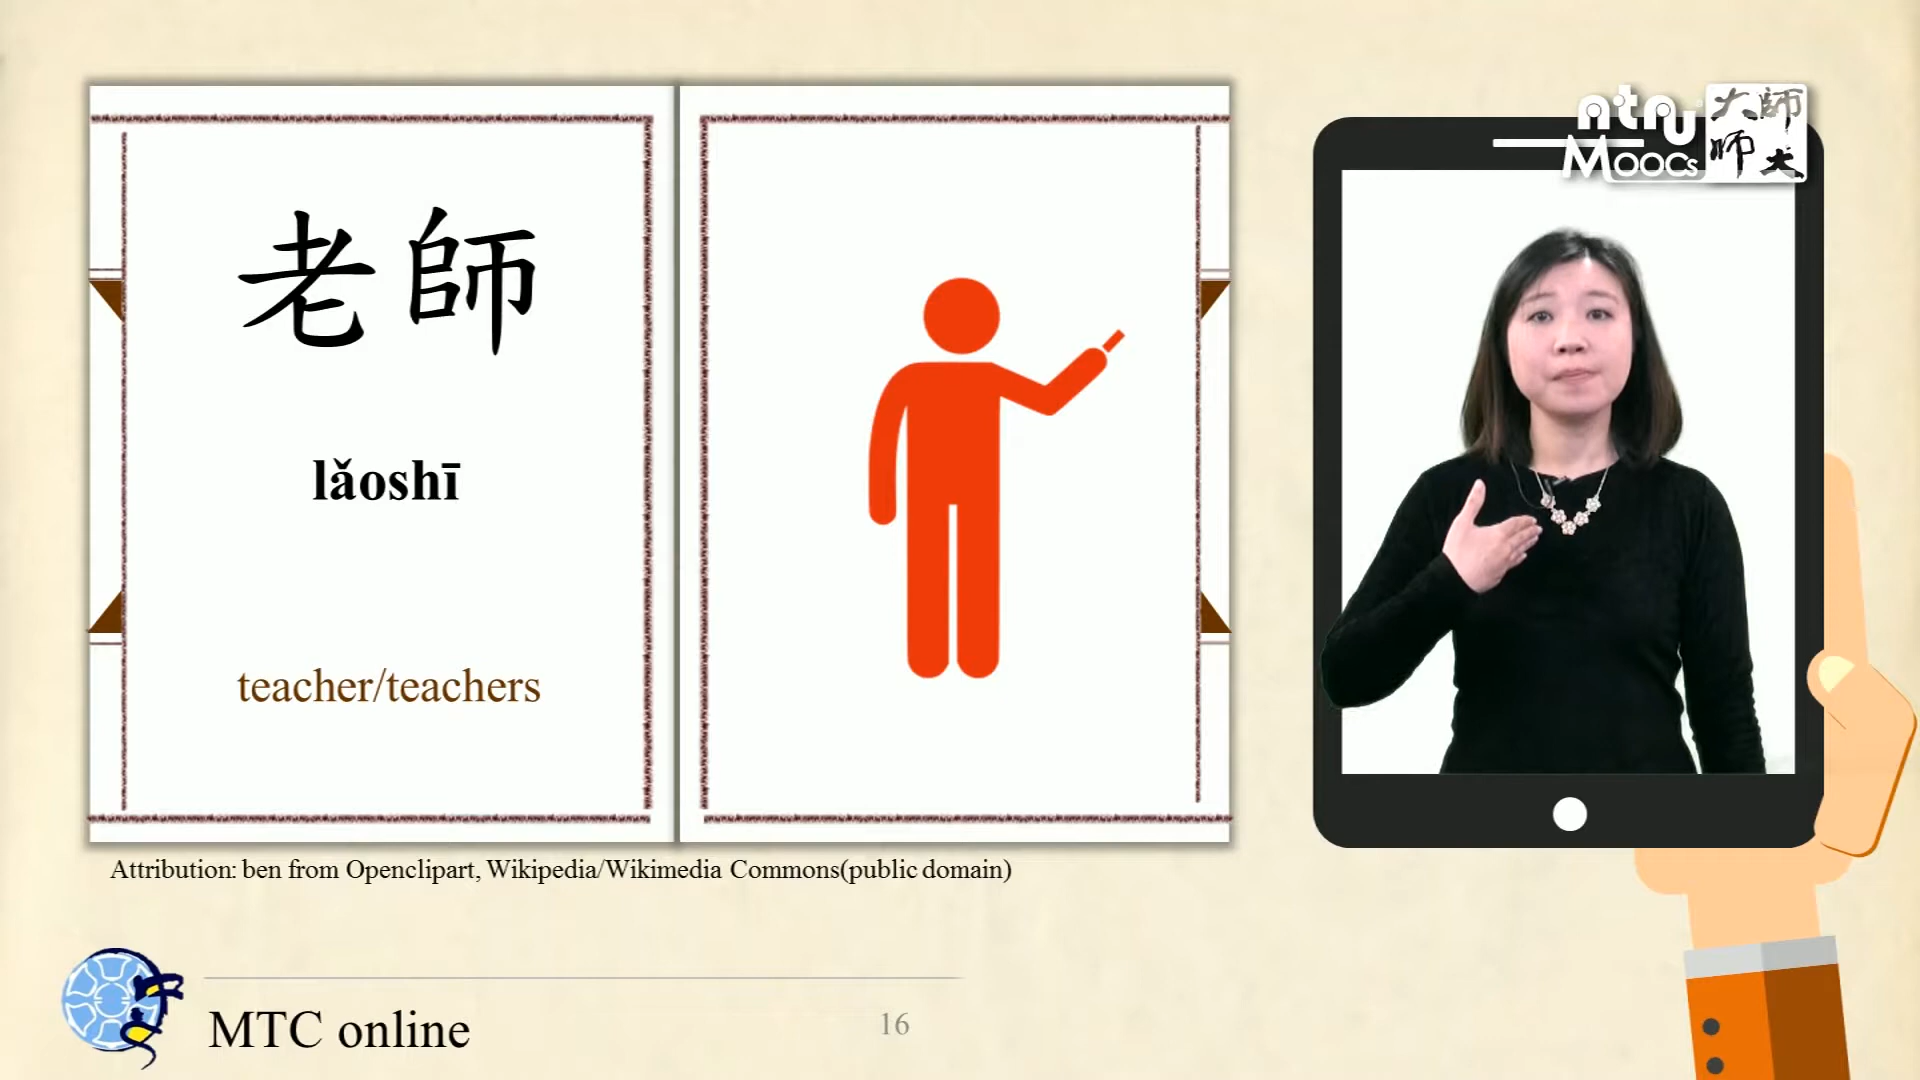 老師
lǎoshī
teacher/teachers
Attribution: ben from Openclipart, Wikipedia/Wikimedia Commons(public domain)
MTC online
16
ntnu
Moocs
大師
師大